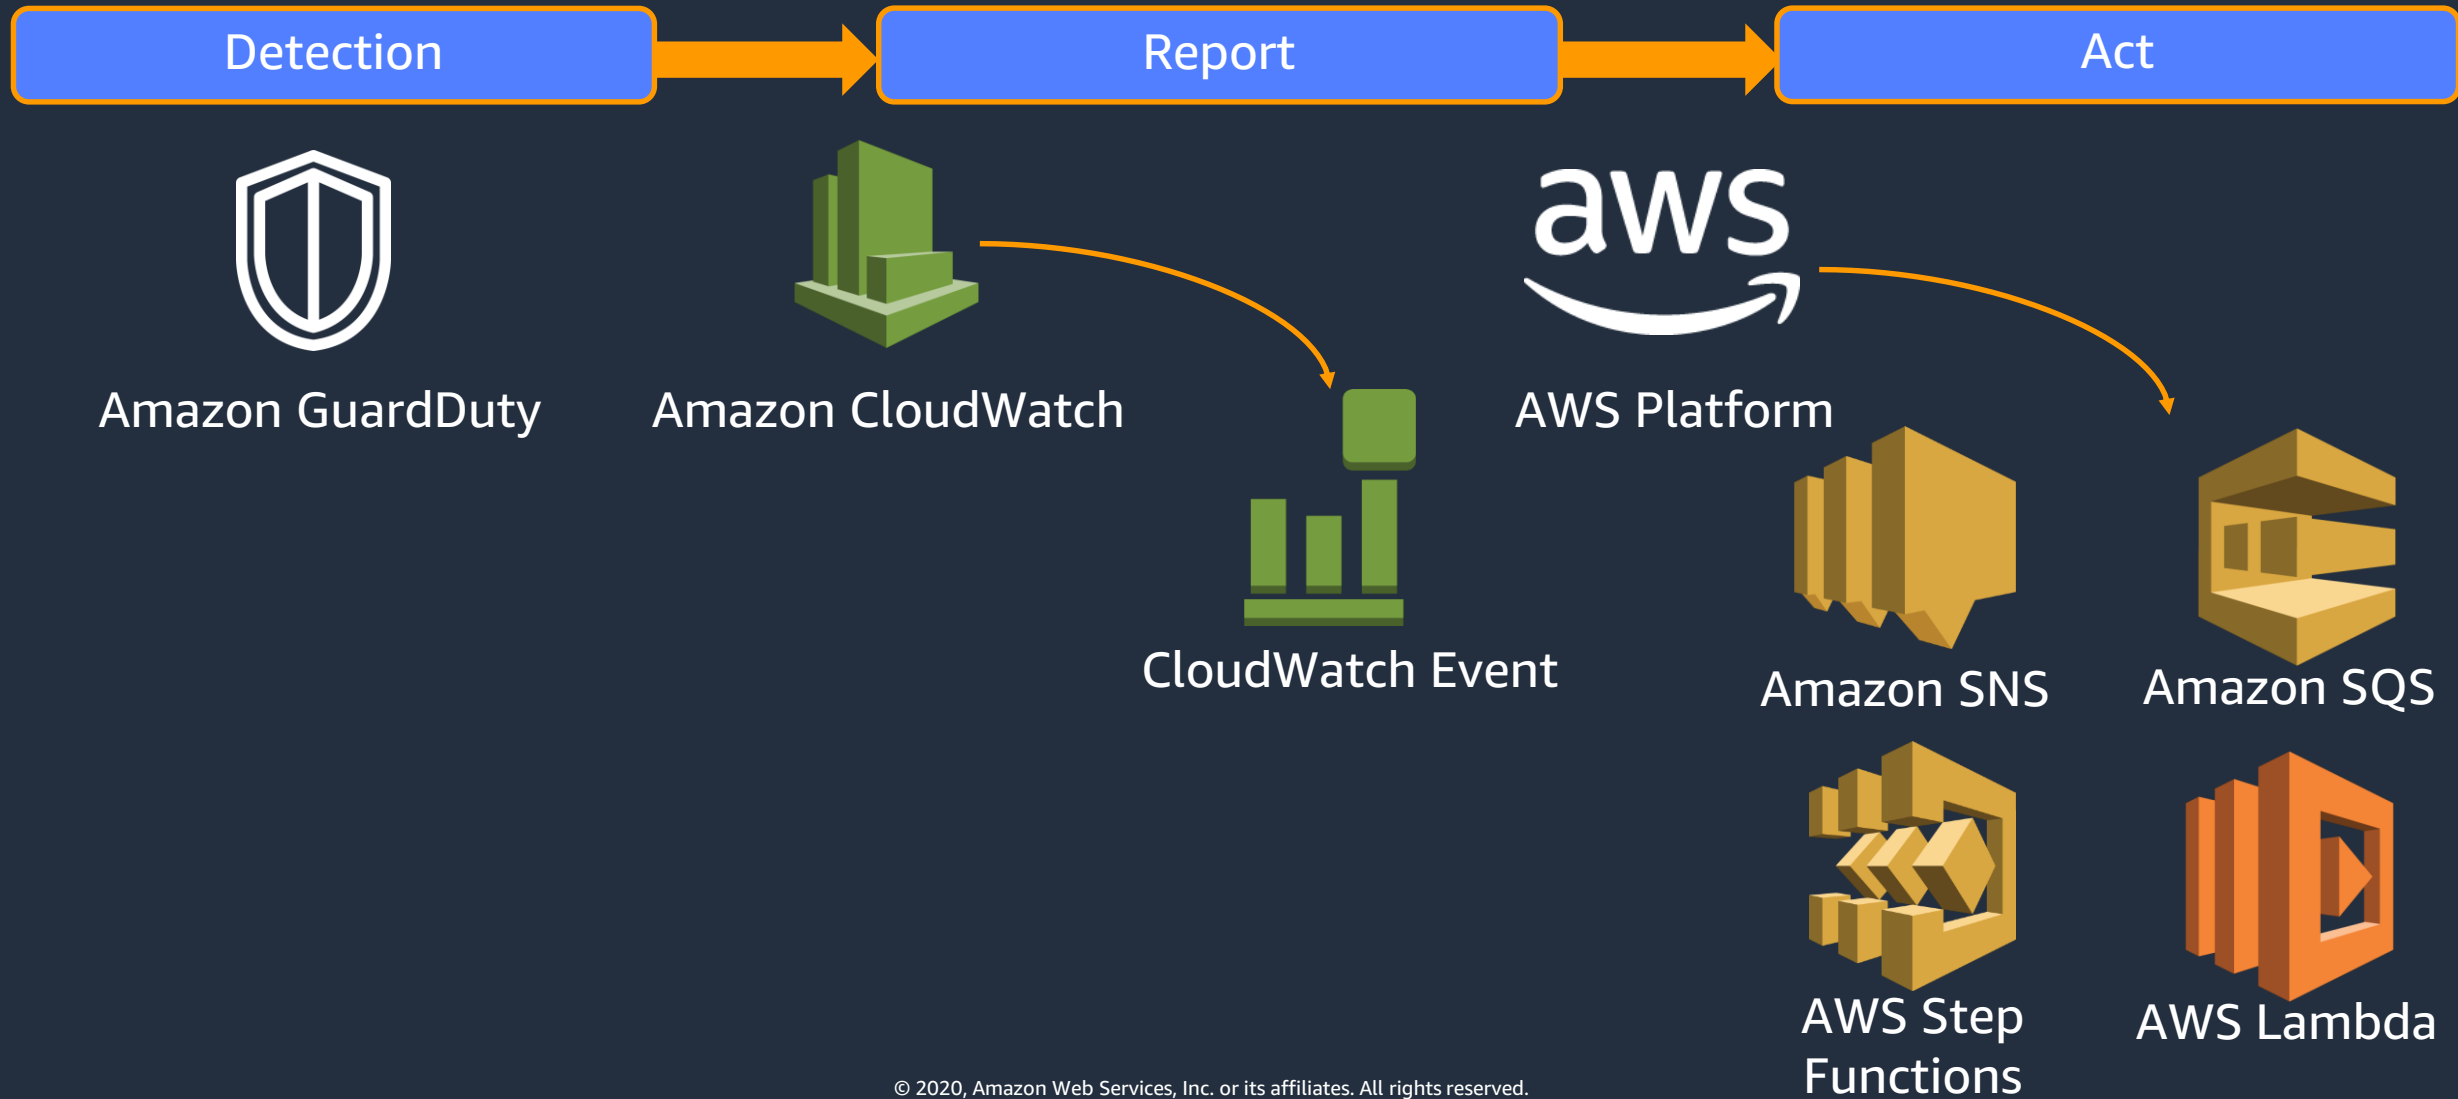 Detection
Report
Act
aws
Amazon GuardDuty
Amazon CloudWatch
AWS Platform
CloudWatch Event
Amazon SNS
Amazon SQS
AWS Step
Functions
AWS Lambda
© 2020, Amazon Web Services, Inc. or its affiliates. All rights reserved.